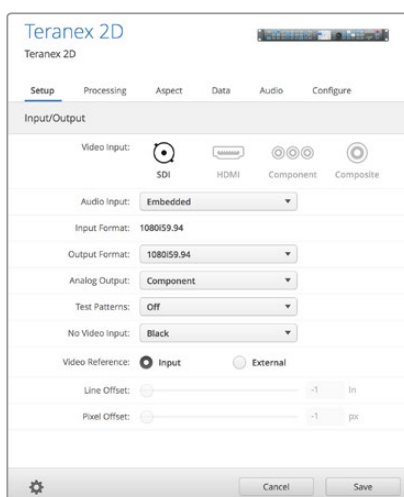 Teranex 2D
Teranex 2D
Setup Processing Aspect Data Audio Configure
Input/Output
Video Input:
SDI HDMI Component Composite
Audio Input: Embedded
Input Format: 1080i59.94
Output Format: 1080i59.94
Analog Output: Component
Test Patterns: Off
No Video Input: Black
Video Reference: Input External
Line Offset: -1 ln
Pixel Offset: -1 px
Cancel Save